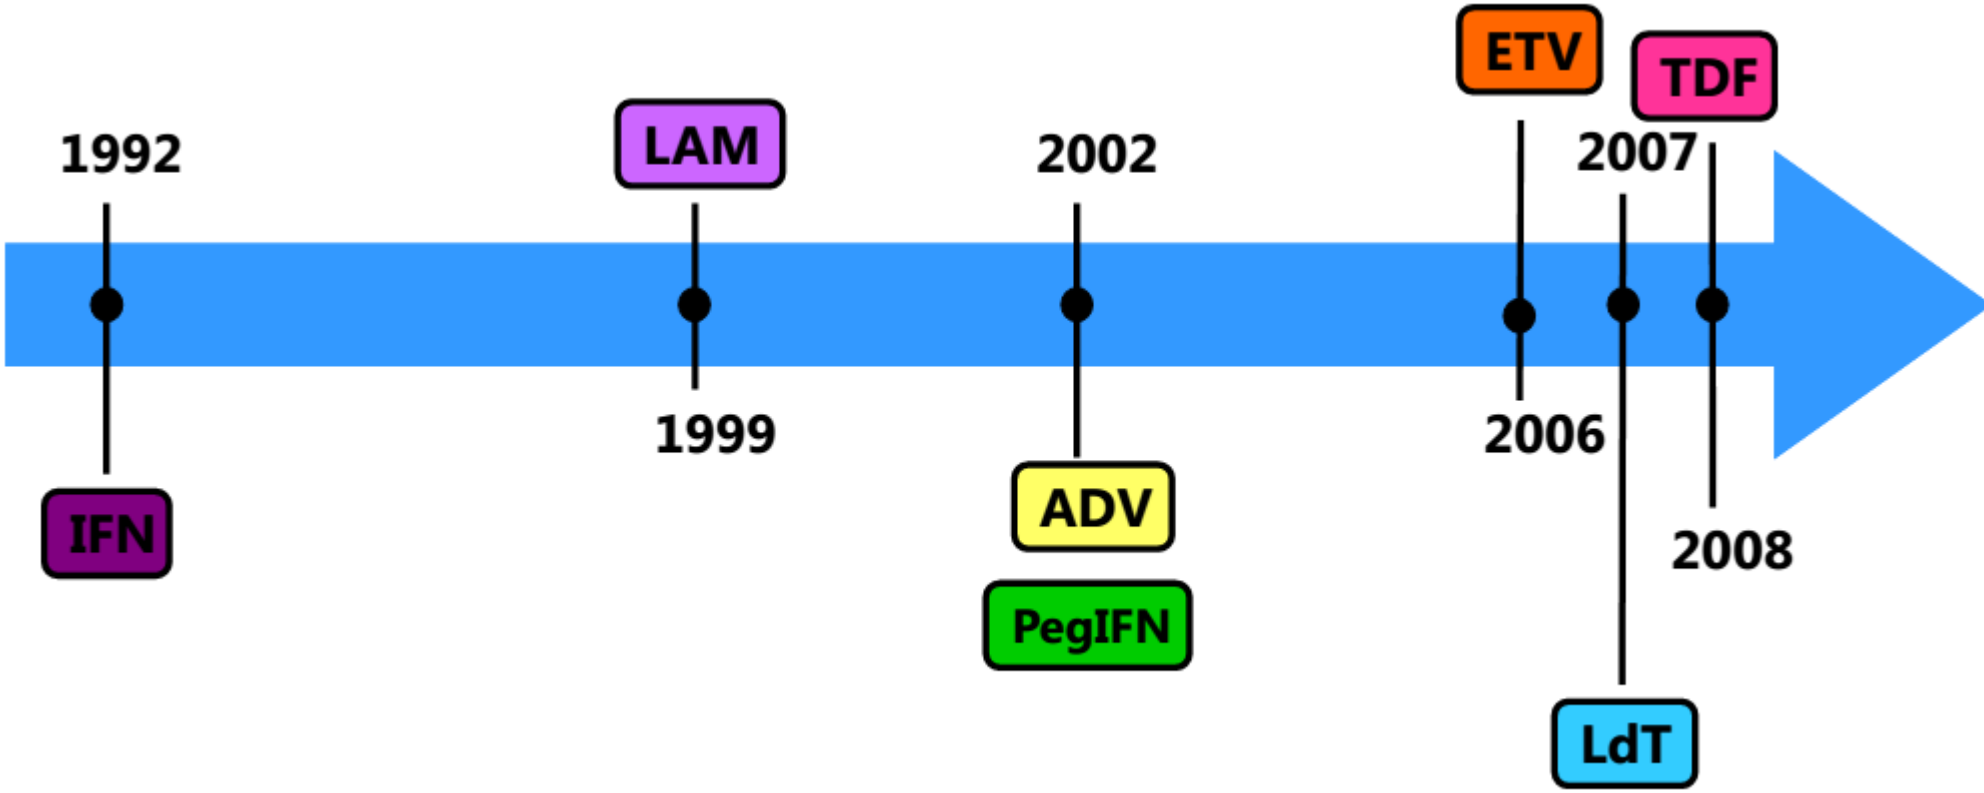 ETV
TDF
LAM
1992
2002
2007
1999
2006
ADV
IFN
2008
PegIFN
LdT